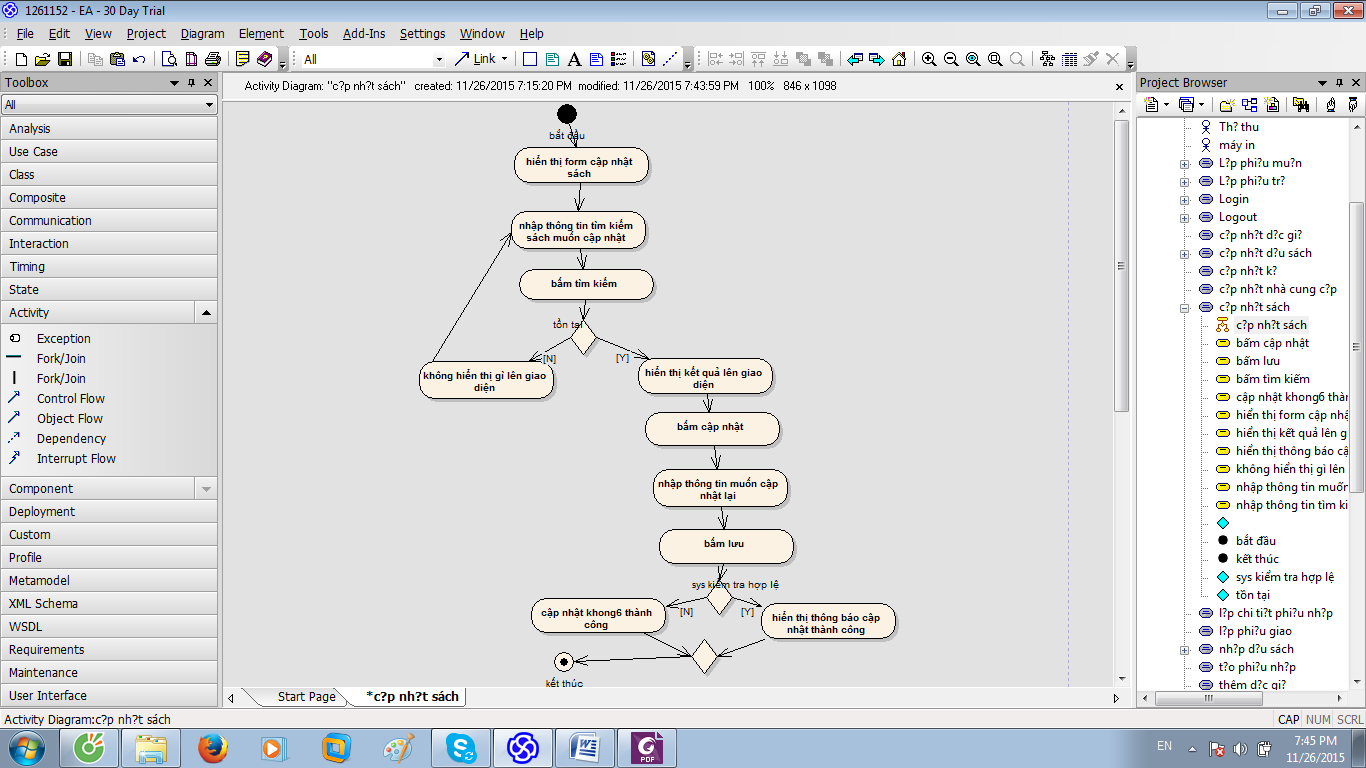 1261152 - EA - 30 Day Trial
File Edit View Project Diagram Element Tools Add-Ins Settings Window Help
All Link
Toolbox
All
Analysis
Use Case
Class
Composite
Communication
Interaction
Timing
State
Activity
Exception
Fork/Join
Fork/Join
Control Flow
Object Flow
Dependency
Interrupt Flow
Component
Deployment
Custom
Profile
Metamodel
XML Schema
WSDL
Requirements
Maintenance
User Interface
Activity Diagram: "c?p nh?t sách" created: 11/26/2015 7:15:20 PM modified: 11/26/2015 7:43:59 PM 100% 846 x 1098
bắt đầu
hiển thị form cập nhật
sách
nhập thông tin tìm kiếm
sách muốn cập nhật
bấm tìm kiếm
tồn tại
[N]
[Y]
không hiển thị gì lên giao
diện
hiển thị kết quả lên giao
diện
bấm cập nhật
nhập thông tin muốn cập
nhật lại
bấm lưu
sys kiểm tra hợp lệ
[N]
[Y]
cập nhật khong6 thành
công
hiển thị thông báo cập
nhật thành công
kết thúc
Start Page
*c?p nh?t sách
Project Browser
Th? thu
máy in
L?p phi?u mu?n
L?p phi?u tr?
Login
Logout
c?p nh?t d?c gi?
c?p nh?t d?u sách
c?p nh?t k?
c?p nh?t nhà cung c?p
c?p nh?t sách
c?p nh?t sách
bấm cập nhật
bấm lưu
bấm tìm kiếm
cập nhật khong6 thàn
hiển thị form cập nhậ
hiển thị kết quả lên g
hiển thị thông báo cậ
không hiển thị gì lên
nhập thông tin muốn
nhập thông tin tìm ki
bắt đầu
kết thúc
sys kiểm tra hợp lệ
tồn tại
l?p chi ti?t phi?u nh?p
l?p phi?u giao
nh?p d?u sách
t?o phi?u nh?p
thêm d?c gi?
Activity Diagram:c?p nh?t sách
CAP NUM SCRL
W
PDF
EN
7:45 PM
11/26/2015